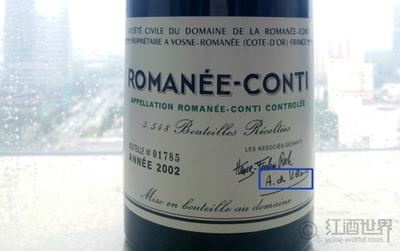 SOCIÉTÉ CIVILE DU DOMAINE DE LA ROMANÉE-CONTI
PROPRIÉTAIRE A VOSNE-ROMANÉE (COTE-D'OR) FRANCE
ROMANÉE-CONTI
APPELLATION ROMANÉE-CONTI CONTROLÉE
5.548 Bouteilles Récoltées
BOUTEILLE Nº 01785
ANNÉE 2002
LES ASSOCIÉS-GÉRANTS
A. de
Mise en bouteille au domaine
红酒世界
wine-world.com